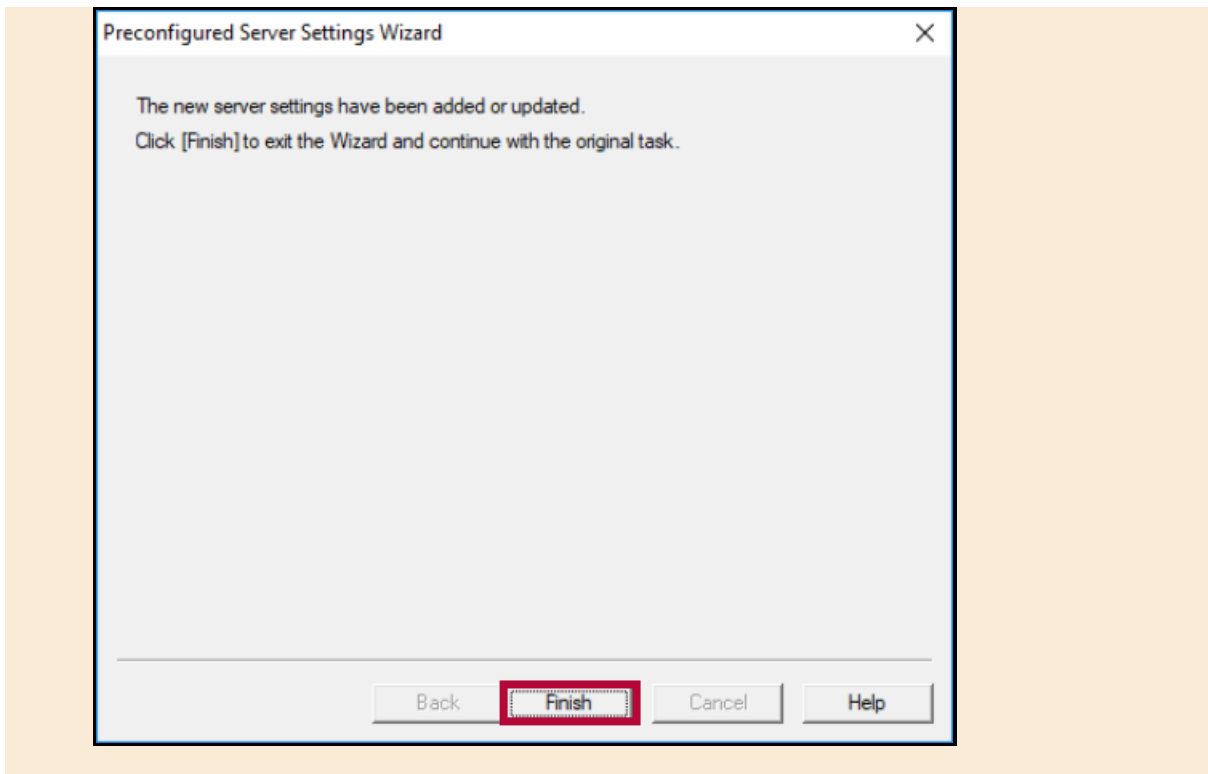 Preconfigured Server Settings Wizard
The new server settings have been added or updated.
Click [Finish] to exit the Wizard and continue with the original task.
Back Finish Cancel Help